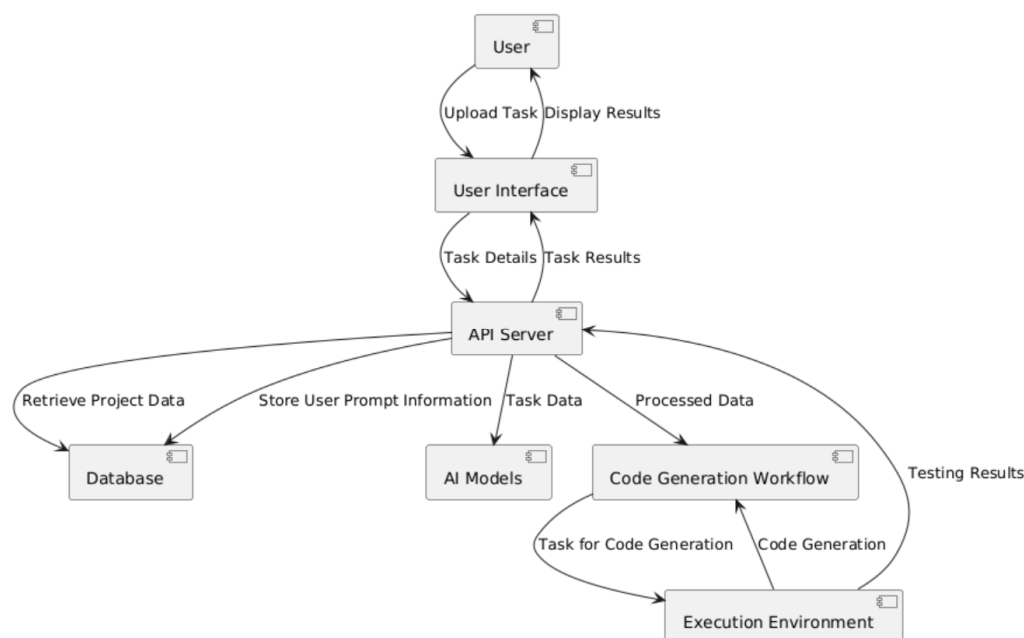 User
Upload Task
Display Results
User Interface
Task Details
Task Results
API Server
Retrieve Project Data
Store User Prompt Information
Task Data
Processed Data
Database
AI Models
Code Generation Workflow
Testing Results
Task for Code Generation
Code Generation
Execution Environment